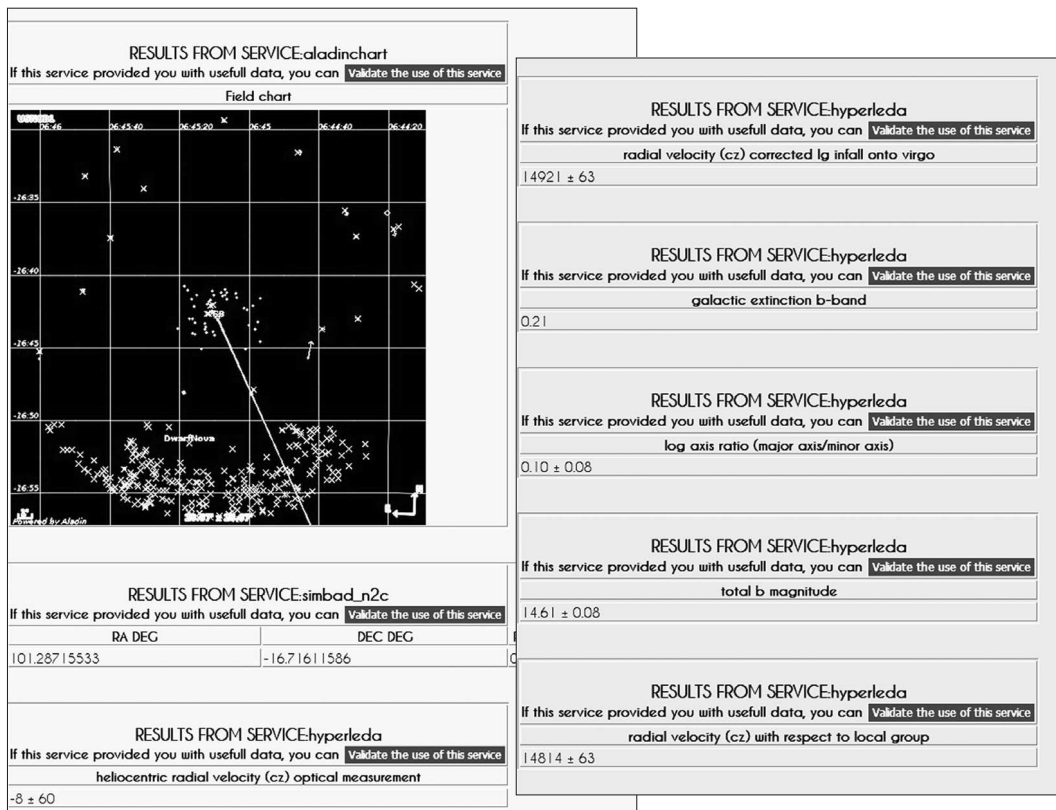 RESULTS FROM SERVICE:aladinchart
If this service provided you with usefull data, you can Validate the use of this service
Field chart
06:46 06:45:40 06:45:20 06:45 06:44:40 06:44:20
-16:35
-16:40
-16:45
-16:50
DwarfNova
-16:55
N
E
Powered by Aladin
RESULTS FROM SERVICE:simbad_n2c
If this service provided you with usefull data, you can Validate the use of this service
RA DEG DEC DEG
101.28715533 -16.71611586
RESULTS FROM SERVICE:hyperleda
If this service provided you with usefull data, you can Validate the use of this service
heliocentric radial velocity (cz) optical measurement
-8 ± 60
RESULTS FROM SERVICE:hyperleda
If this service provided you with usefull data, you can Validate the use of this service
radial velocity (cz) corrected lg infall onto virgo
14921 ± 63
RESULTS FROM SERVICE:hyperleda
If this service provided you with usefull data, you can Validate the use of this service
galactic extinction b-band
0.21
RESULTS FROM SERVICE:hyperleda
If this service provided you with usefull data, you can Validate the use of this service
log axis ratio (major axis/minor axis)
0.10 ± 0.08
RESULTS FROM SERVICE:hyperleda
If this service provided you with usefull data, you can Validate the use of this service
total b magnitude
14.61 ± 0.08
RESULTS FROM SERVICE:hyperleda
If this service provided you with usefull data, you can Validate the use of this service
radial velocity (cz) with respect to local group
14814 ± 63